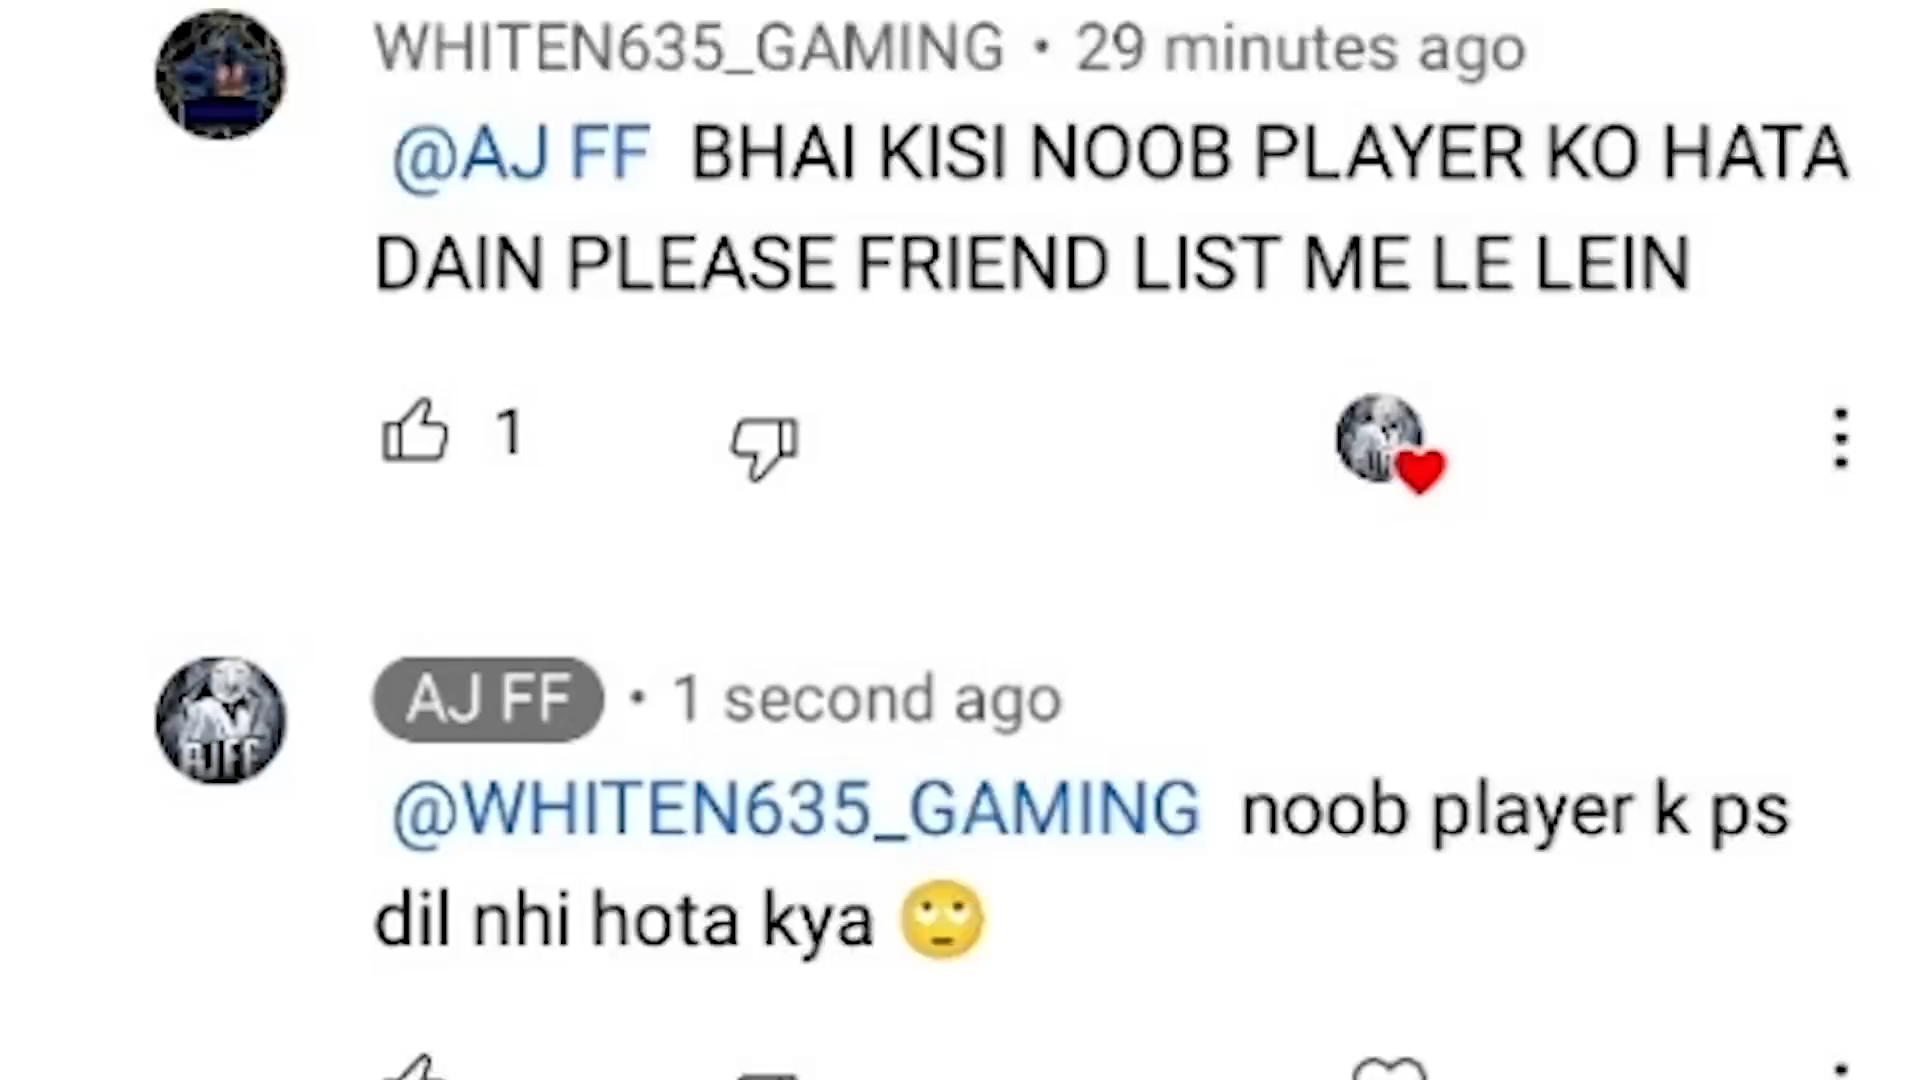 WHITEN635_GAMING • 29 minutes ago
@AJ FF BHAI KISI NOOB PLAYER KO HATA
DAIN PLEASE FRIEND LIST ME LE LEIN
1
AJ FF • 1 second ago
AJFF
@WHITEN635_GAMING noob player k ps
dil nhi hota kya 🙄